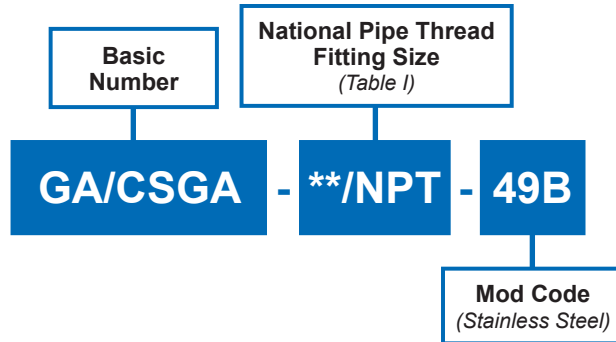 Basic
Number
National Pipe Thread
Fitting Size
(Table I)
GA/CSGA - **/NPT - 49B
Mod Code
(Stainless Steel)